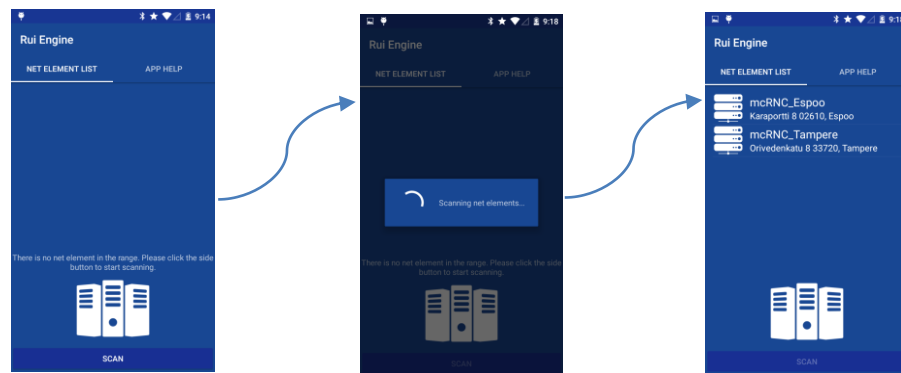 9:14
Rui Engine
NET ELEMENT LIST APP HELP
There is no net element in the range. Please click the side
button to start scanning.
SCAN
9:18
Rui Engine
NET ELEMENT LIST APP HELP
Scanning net elements...
There is no net element in the range. Please click the side
button to start scanning.
SCAN
9:18
Rui Engine
NET ELEMENT LIST APP HELP
mcRNC_Espoo
Karaportti 8 02610, Espoo
mcRNC_Tampere
Orivedenkatu 8 33720, Tampere
SCAN